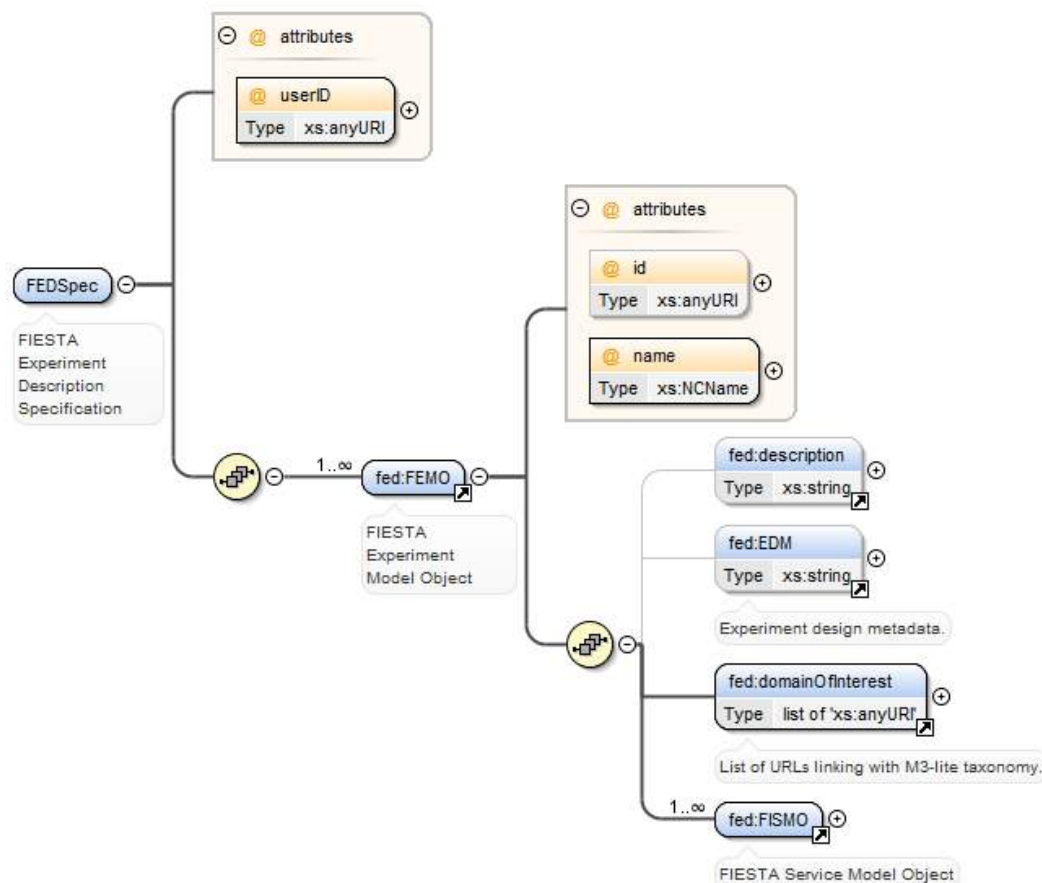 @ attributes
@ userID
Type xs:anyURI
@ attributes
@ id
Type xs:anyURI
FEDSpec
@ name
Type xs:NCName
FIESTA
Experiment
Description
Specification
1..∞
fed:FEMO
FIESTA
Experiment
Model Object
fed:description
Type xs:string
fed:EDM
Type xs:string
Experiment design metadata.
fed:domainOfInterest
Type list of 'xs:anyURI'
List of URLs linking with M3-lite taxonomy.
1..∞
fed:FISMO
FIESTA Service Model Object